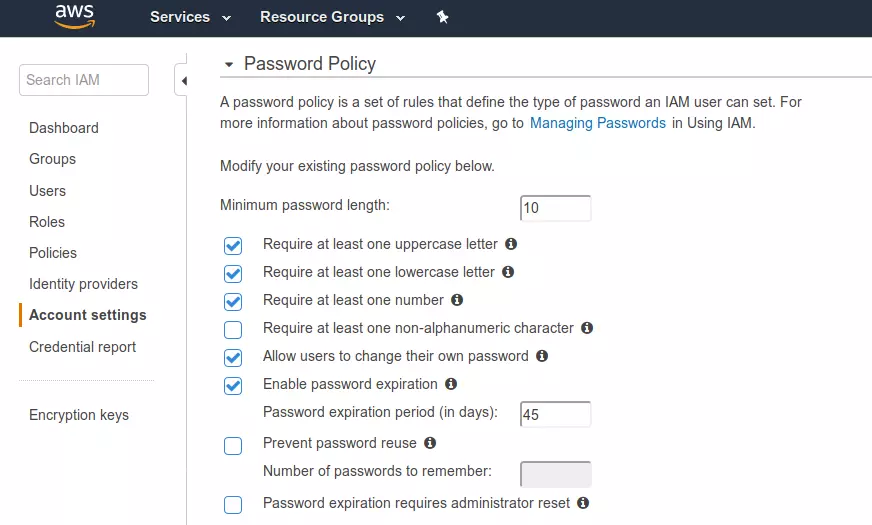 aws
Services
Resource Groups
Search IAM
Dashboard
Groups
Users
Roles
Policies
Identity providers
Account settings
Credential report
Encryption keys
Password Policy
A password policy is a set of rules that define the type of password an IAM user can set. For
more information about password policies, go to Managing Passwords in Using IAM.
Modify your existing password policy below.
Minimum password length: 10
Require at least one uppercase letter
Require at least one lowercase letter
Require at least one number
Require at least one non-alphanumeric character
Allow users to change their own password
Enable password expiration
Password expiration period (in days): 45
Prevent password reuse
Number of passwords to remember:
Password expiration requires administrator reset